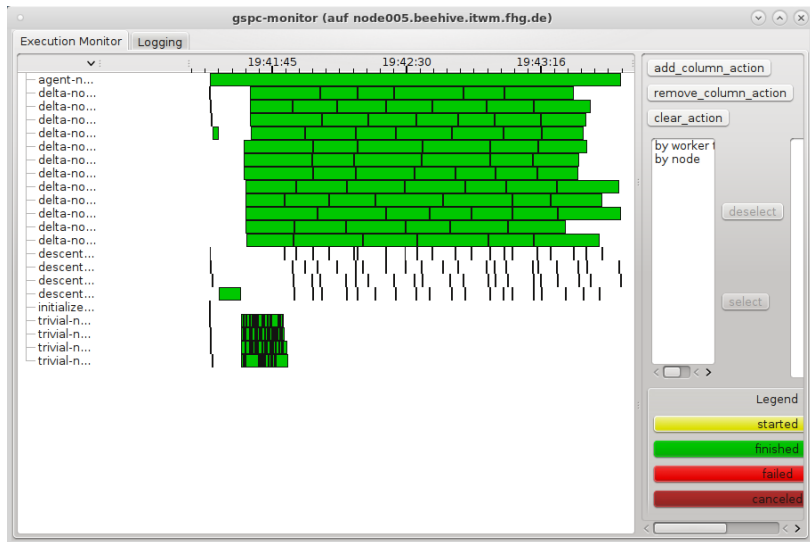 gspc-monitor (auf node005.beehive.itwm.fhg.de)
Execution Monitor Logging
19:41:45 19:42:30 19:43:16
agent-n...
delta-no...
delta-no...
delta-no...
delta-no...
delta-no...
delta-no...
delta-no...
delta-no...
delta-no...
delta-no...
delta-no...
delta-no...
descent...
descent...
descent...
descent...
initialize...
trivial-n...
trivial-n...
trivial-n...
trivial-n...
add_column_action
remove_column_action
clear_action
by worker t
by node
deselect
select
Legend
started
finished
failed
canceled